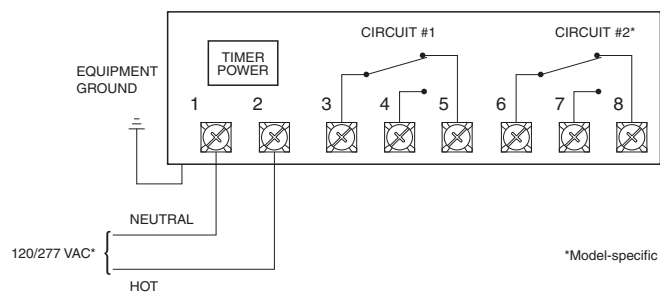 CIRCUIT #1
CIRCUIT #2*
TIMER
POWER
EQUIPMENT
GROUND
1 2 3 4 5 6 7 8
NEUTRAL
120/277 VAC*
HOT
*Model-specific